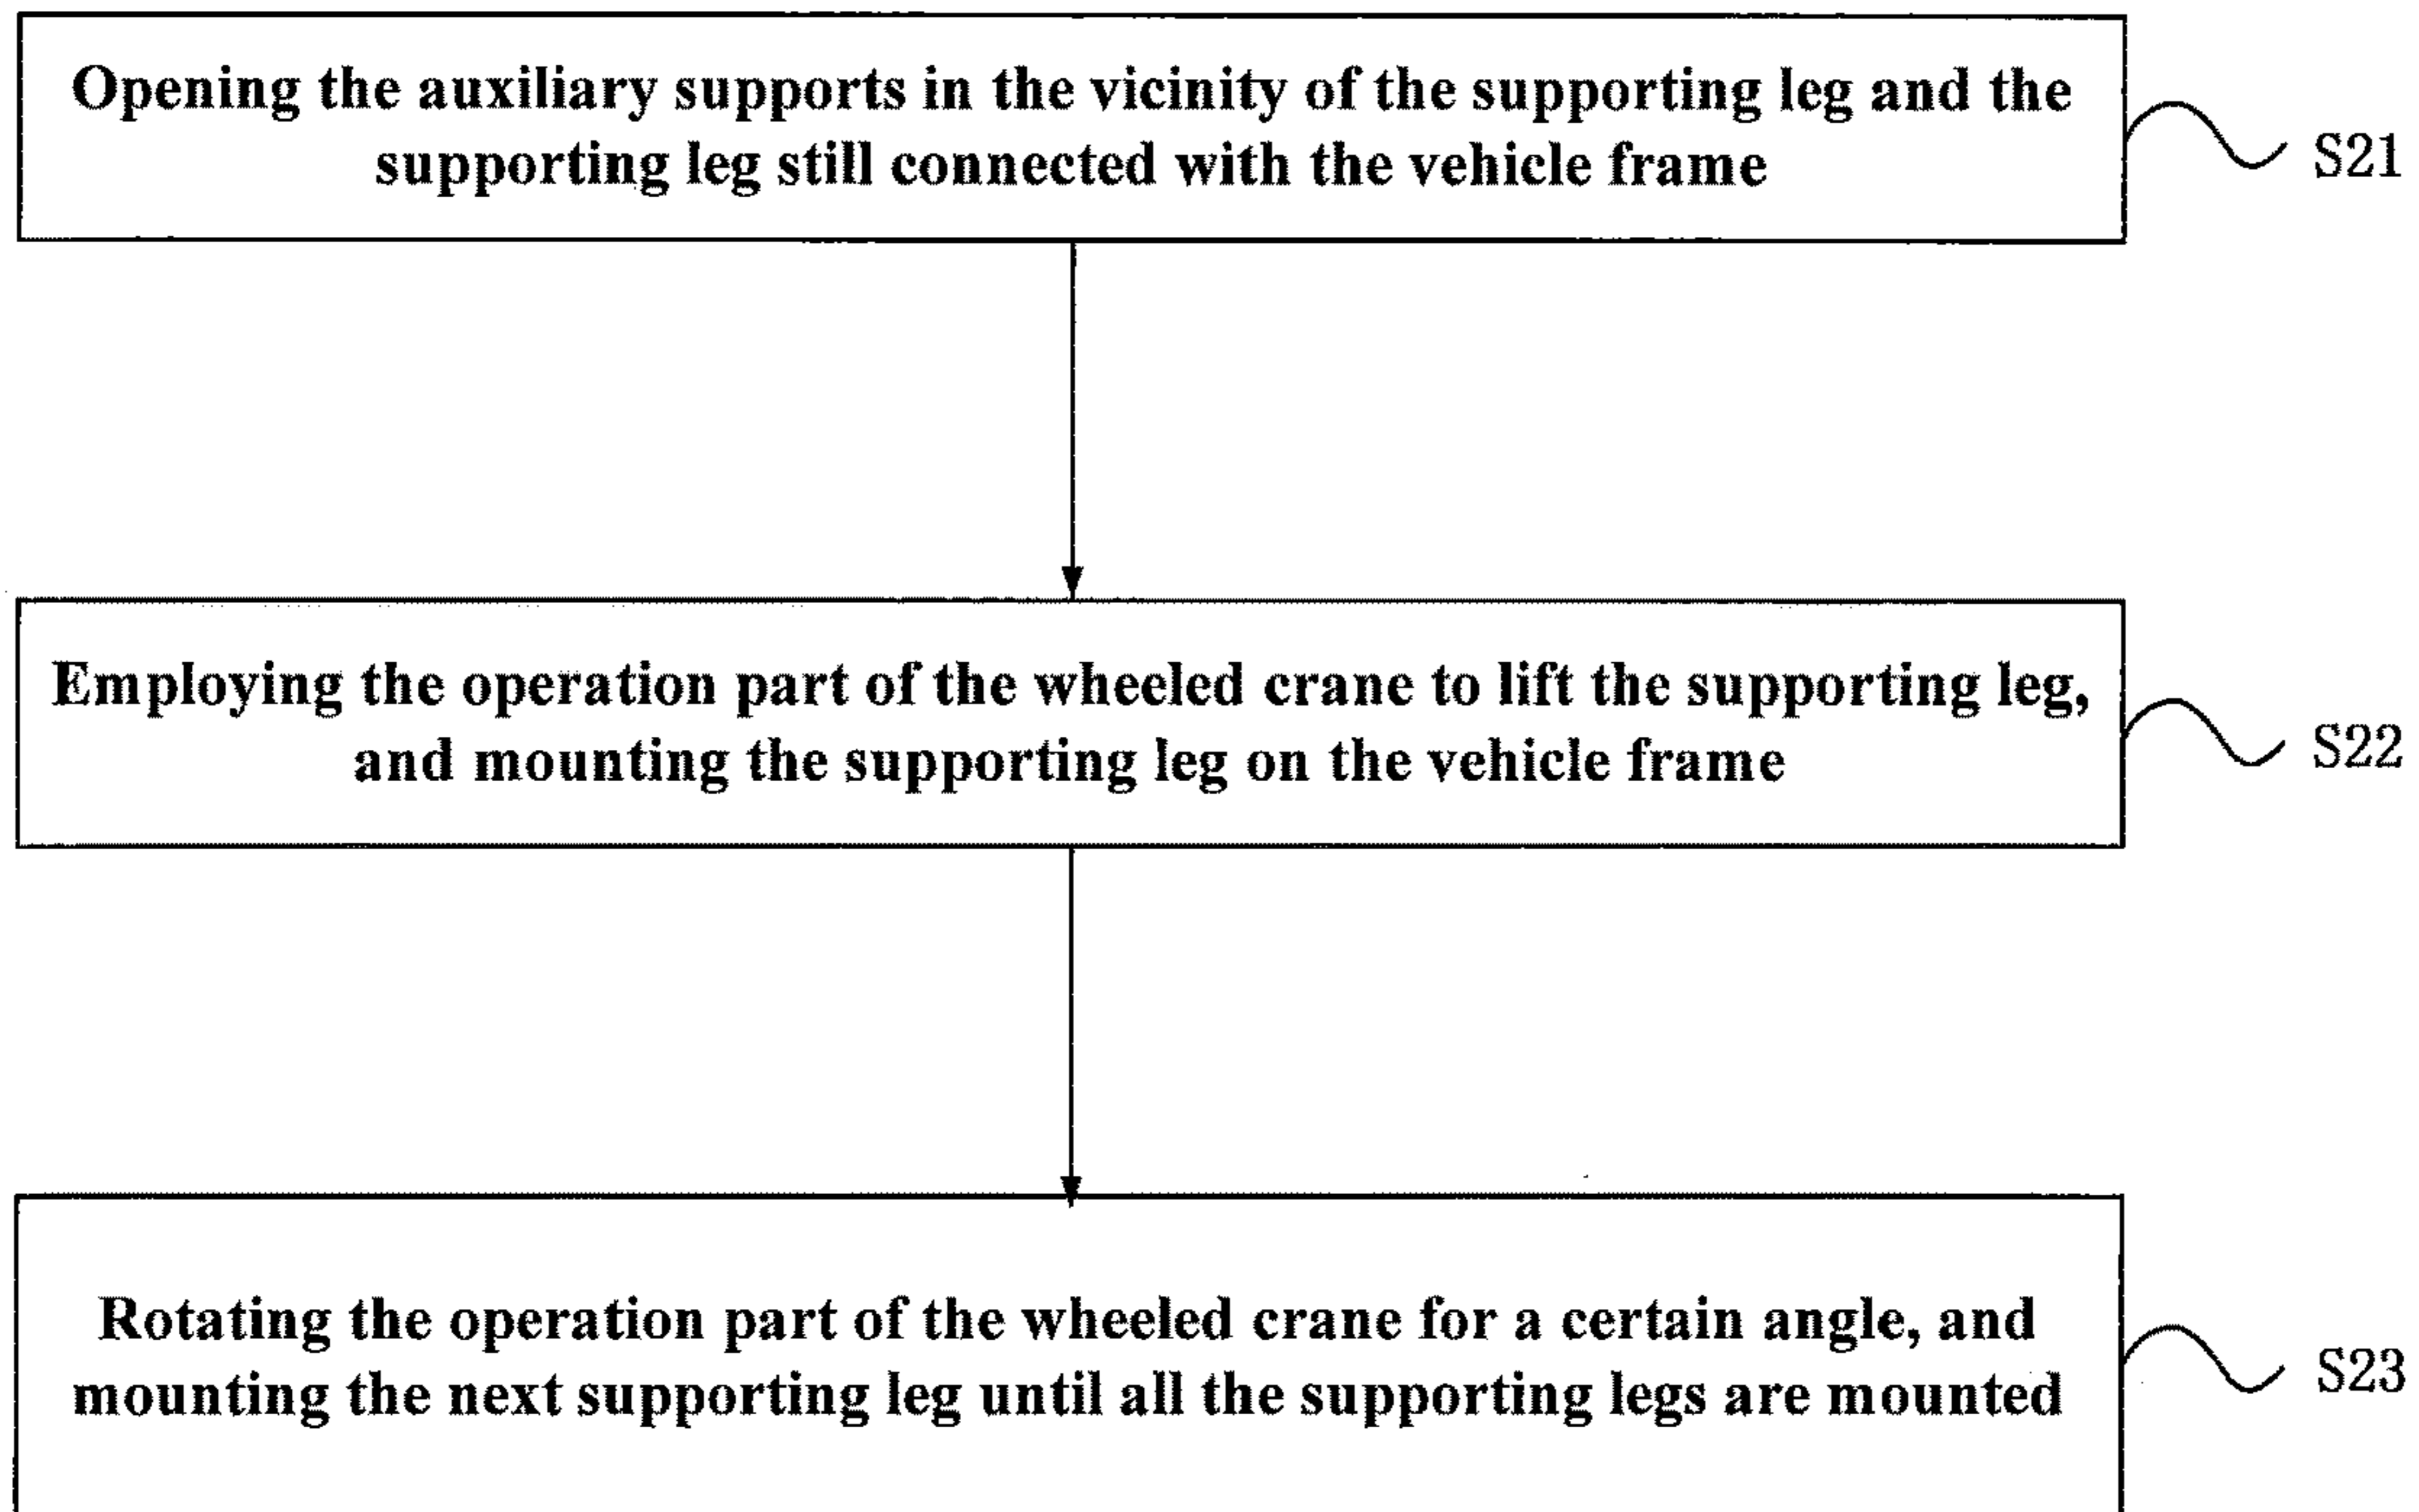 Opening the auxiliary supports in the vicinity of the supporting leg and the
supporting leg still connected with the vehicle frame
S21
Employing the operation part of the wheeled crane to lift the supporting leg,
and mounting the supporting leg on the vehicle frame
S22
Rotating the operation part of the wheeled crane for a certain angle, and
mounting the next supporting leg until all the supporting legs are mounted
S23